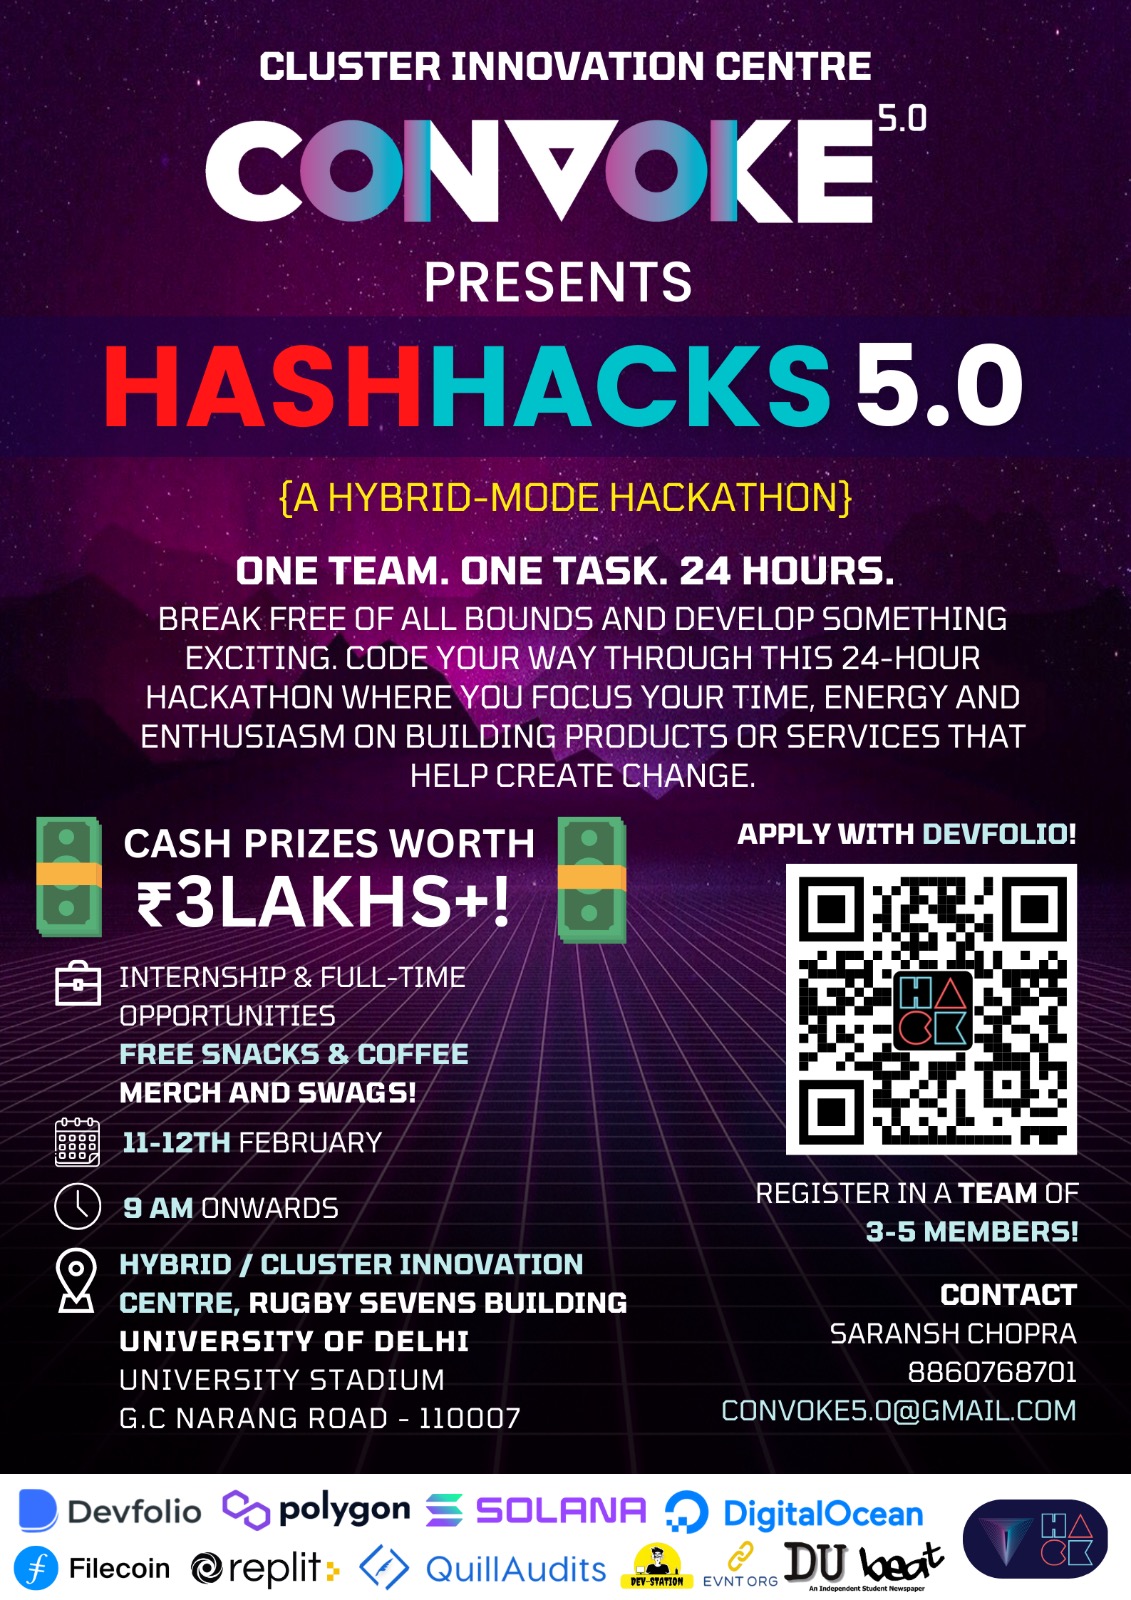 CLUSTER INNOVATION CENTRE
CONVOKE 5.0
PRESENTS
HASHHACKS 5.0
{A HYBRID-MODE HACKATHON}
ONE TEAM. ONE TASK. 24 HOURS.
BREAK FREE OF ALL BOUNDS AND DEVELOP SOMETHING
EXCITING. CODE YOUR WAY THROUGH THIS 24-HOUR
HACKATHON WHERE YOU FOCUS YOUR TIME, ENERGY AND
ENTHUSIASM ON BUILDING PRODUCTS OR SERVICES THAT
HELP CREATE CHANGE.
CASH PRIZES WORTH
₹3LAKHS+!
INTERNSHIP & FULL-TIME
OPPORTUNITIES
FREE SNACKS & COFFEE
MERCH AND SWAGS!
11-12TH FEBRUARY
9 AM ONWARDS
HYBRID / CLUSTER INNOVATION
CENTRE, RUGBY SEVENS BUILDING
UNIVERSITY OF DELHI
UNIVERSITY STADIUM
G.C NARANG ROAD - 110007
APPLY WITH DEVFOLIO!
HACK
REGISTER IN A TEAM OF
3-5 MEMBERS!
CONTACT
SARANSH CHOPRA
8860768701
CONVOKE5.0@GMAIL.COM
Devfolio polygon SOLANA DigitalOcean
Filecoin replit QuillAudits DEV-STATION EVNT ORG DU beat
An Independent Student Newspaper
HACK